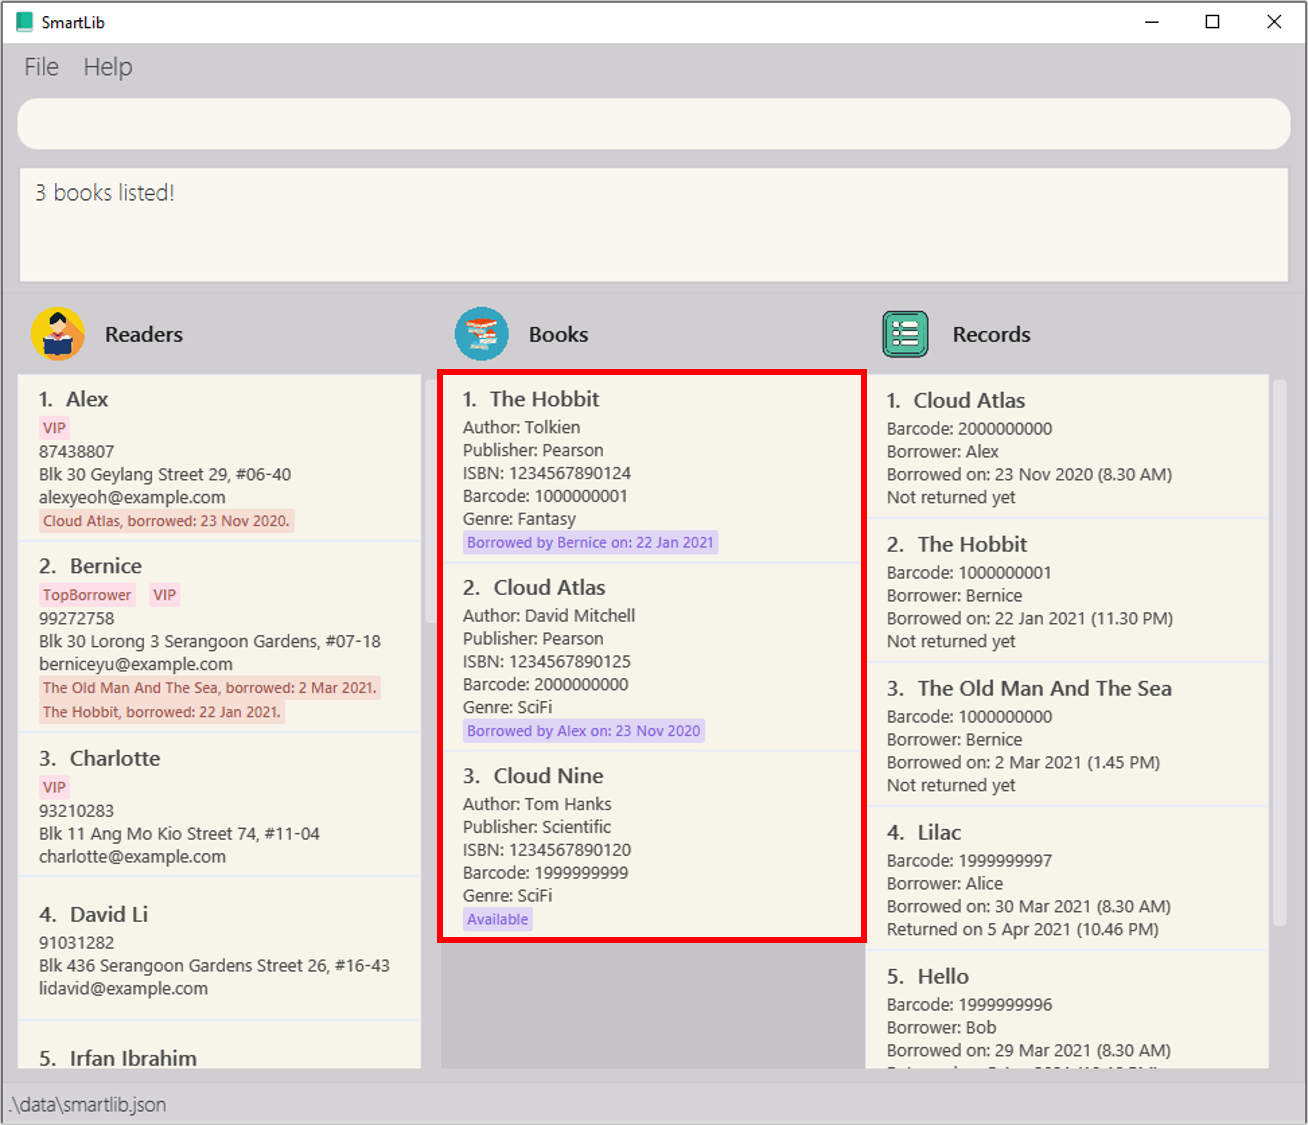 SmartLib
File Help
3 books listed!
Readers
1. Alex
VIP
87438807
Blk 30 Geylang Street 29, #06-40
alexyeoh@example.com
Cloud Atlas, borrowed: 23 Nov 2020.
2. Bernice
TopBorrower VIP
99272758
Blk 30 Lorong 3 Serangoon Gardens, #07-18
berniceyu@example.com
The Old Man And The Sea, borrowed: 2 Mar 2021.
The Hobbit, borrowed: 22 Jan 2021.
3. Charlotte
VIP
93210283
Blk 11 Ang Mo Kio Street 74, #11-04
charlotte@example.com
4. David Li
91031282
Blk 436 Serangoon Gardens Street 26, #16-43
lidavid@example.com
5. Irfan Ibrahim
Books
1. The Hobbit
Author: Tolkien
Publisher: Pearson
ISBN: 1234567890124
Barcode: 1000000001
Genre: Fantasy
Borrowed by Bernice on: 22 Jan 2021
2. Cloud Atlas
Author: David Mitchell
Publisher: Pearson
ISBN: 1234567890125
Barcode: 2000000000
Genre: SciFi
Borrowed by Alex on: 23 Nov 2020
3. Cloud Nine
Author: Tom Hanks
Publisher: Scientific
ISBN: 1234567890120
Barcode: 1999999999
Genre: SciFi
Available
Records
1. Cloud Atlas
Barcode: 2000000000
Borrower: Alex
Borrowed on: 23 Nov 2020 (8.30 AM)
Not returned yet
2. The Hobbit
Barcode: 1000000001
Borrower: Bernice
Borrowed on: 22 Jan 2021 (11.30 PM)
Not returned yet
3. The Old Man And The Sea
Barcode: 1000000000
Borrower: Bernice
Borrowed on: 2 Mar 2021 (1.45 PM)
Not returned yet
4. Lilac
Barcode: 1999999997
Borrower: Alice
Borrowed on: 30 Mar 2021 (8.30 AM)
Returned on 5 Apr 2021 (10.46 PM)
5. Hello
Barcode: 1999999996
Borrower: Bob
Borrowed on: 29 Mar 2021 (8.30 AM)
.\data\smartlib.json